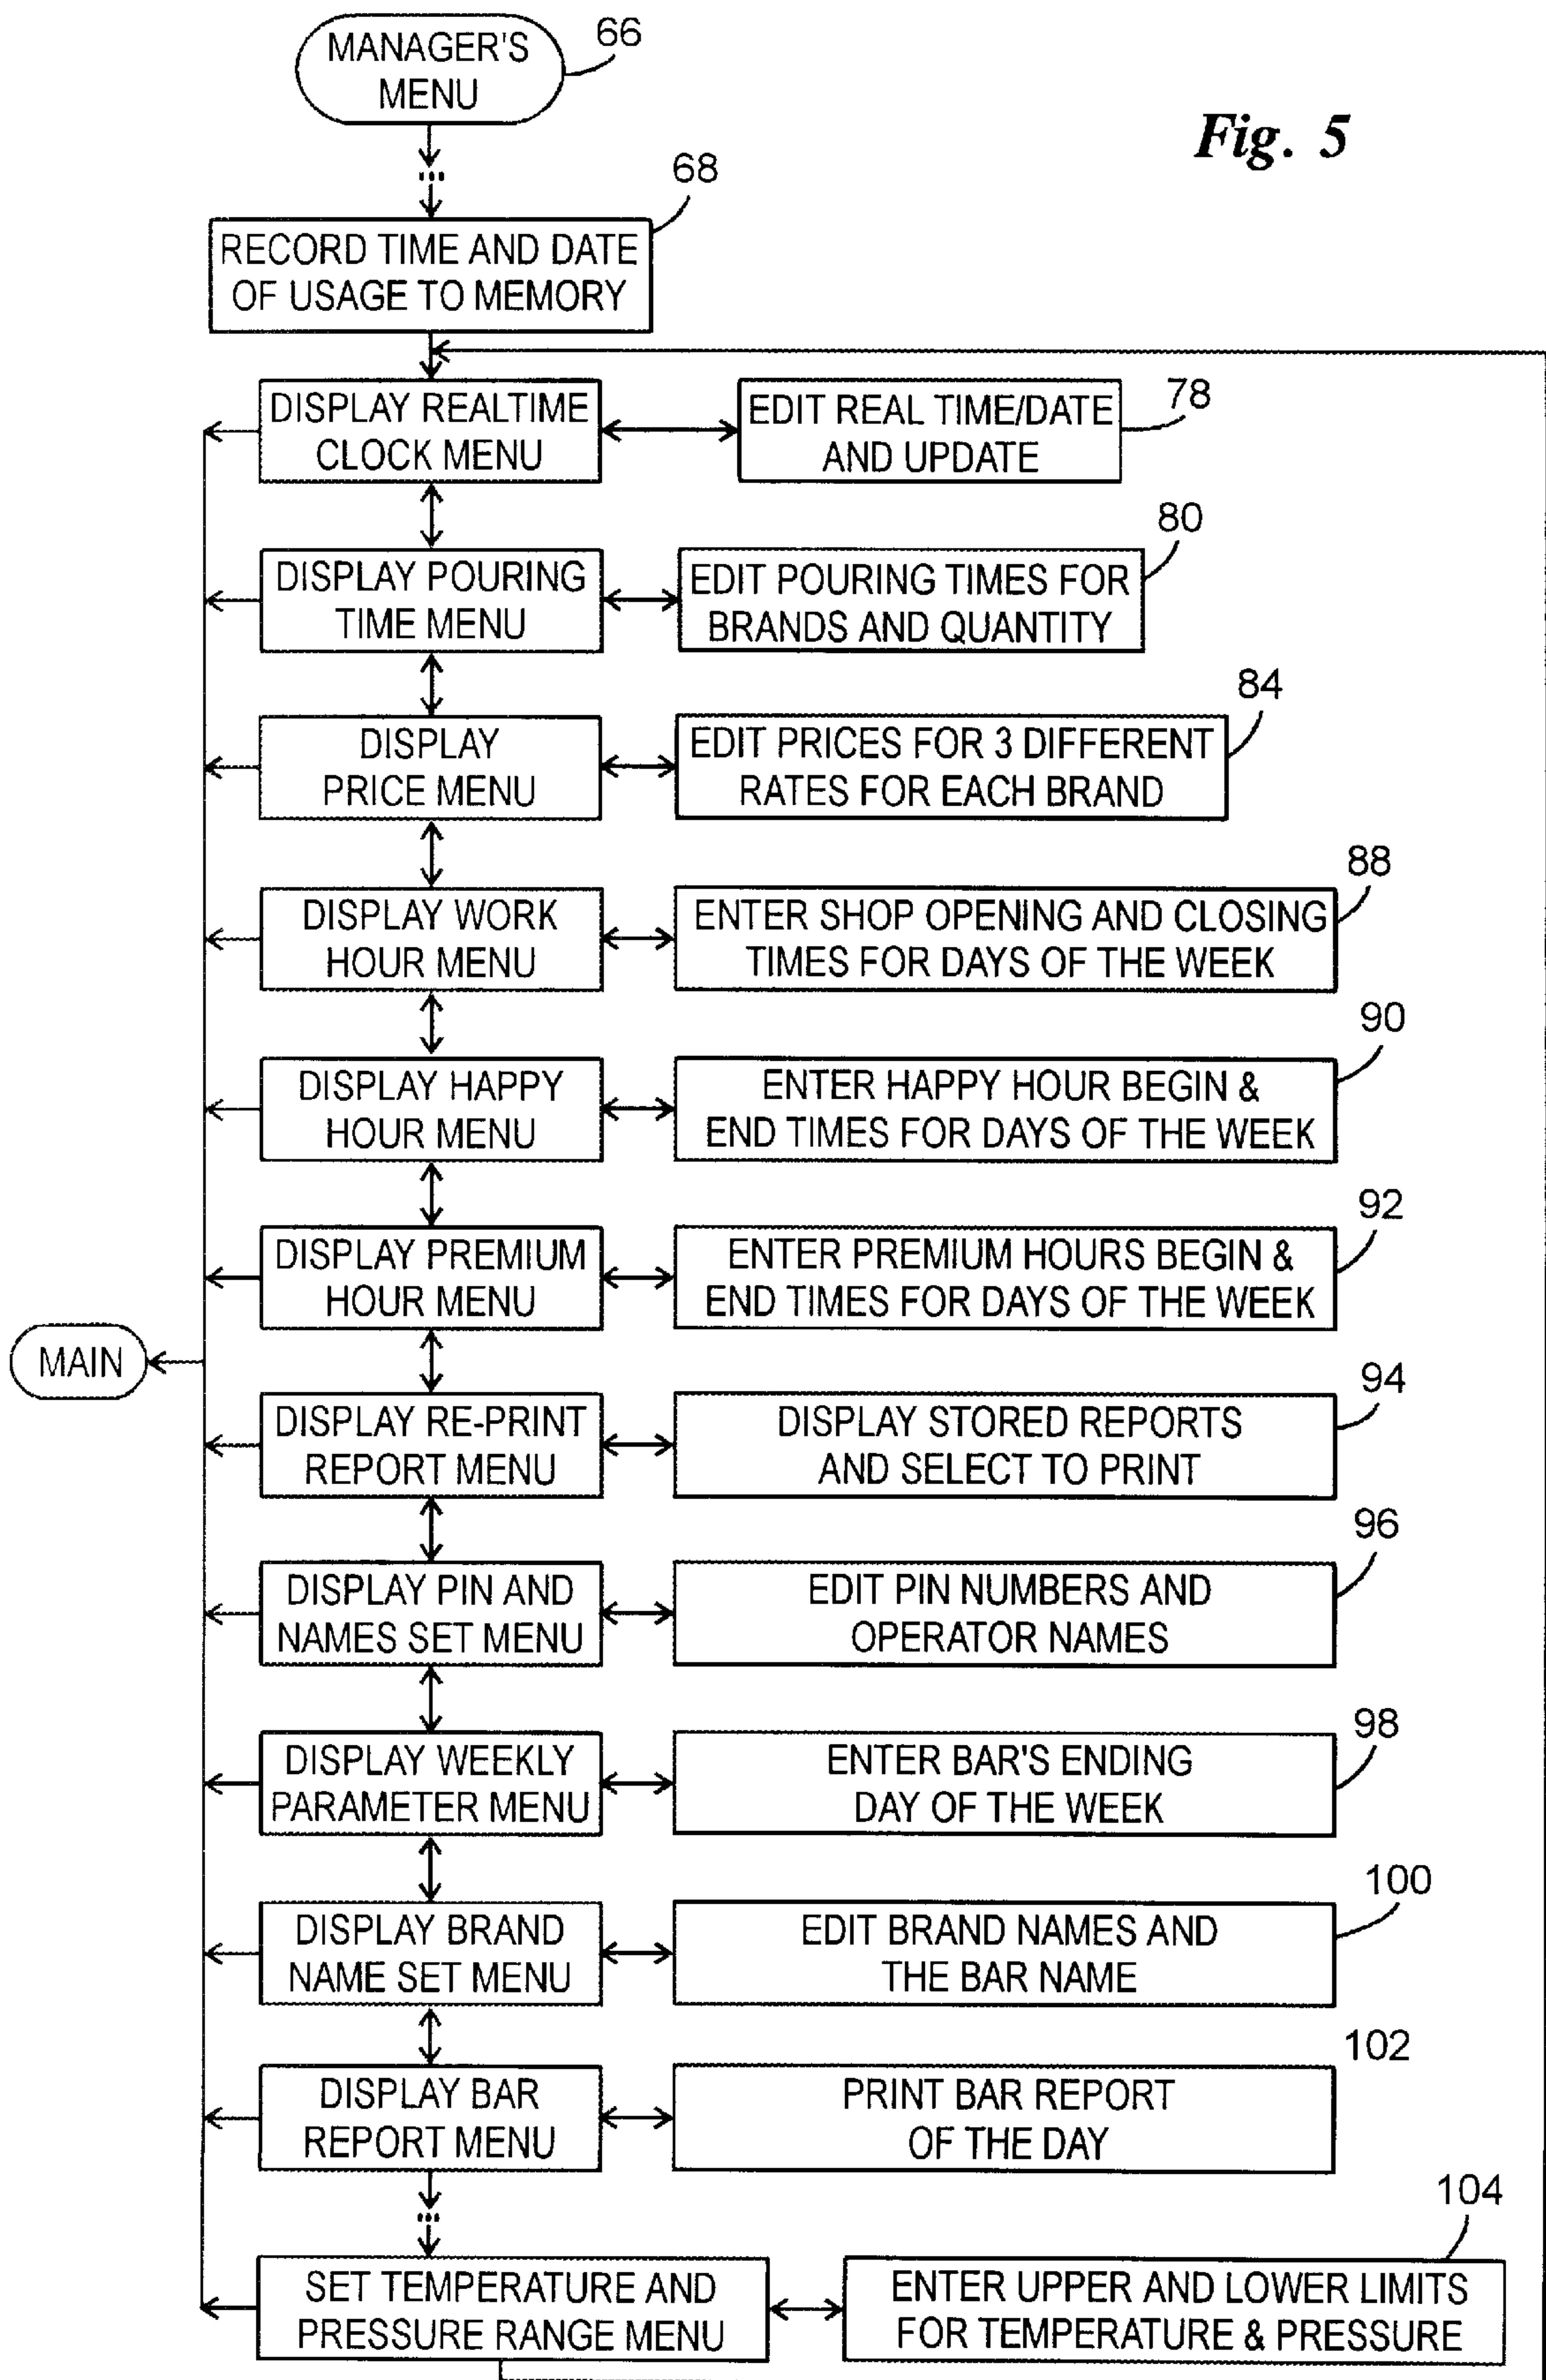 MANAGER'S
MENU
66
Fig. 5
68
RECORD TIME AND DATE
OF USAGE TO MEMORY
DISPLAY REALTIME
CLOCK MENU
EDIT REAL TIME/DATE
AND UPDATE
78
DISPLAY POURING
TIME MENU
EDIT POURING TIMES FOR
BRANDS AND QUANTITY
80
DISPLAY
PRICE MENU
EDIT PRICES FOR 3 DIFFERENT
RATES FOR EACH BRAND
84
DISPLAY WORK
HOUR MENU
ENTER SHOP OPENING AND CLOSING
TIMES FOR DAYS OF THE WEEK
88
DISPLAY HAPPY
HOUR MENU
ENTER HAPPY HOUR BEGIN &
END TIMES FOR DAYS OF THE WEEK
90
DISPLAY PREMIUM
HOUR MENU
ENTER PREMIUM HOURS BEGIN &
END TIMES FOR DAYS OF THE WEEK
92
MAIN
DISPLAY RE-PRINT
REPORT MENU
DISPLAY STORED REPORTS
AND SELECT TO PRINT
94
DISPLAY PIN AND
NAMES SET MENU
EDIT PIN NUMBERS AND
OPERATOR NAMES
96
DISPLAY WEEKLY
PARAMETER MENU
ENTER BAR'S ENDING
DAY OF THE WEEK
98
DISPLAY BRAND
NAME SET MENU
EDIT BRAND NAMES AND
THE BAR NAME
100
DISPLAY BAR
REPORT MENU
PRINT BAR REPORT
OF THE DAY
102
SET TEMPERATURE AND
PRESSURE RANGE MENU
ENTER UPPER AND LOWER LIMITS
FOR TEMPERATURE & PRESSURE
104